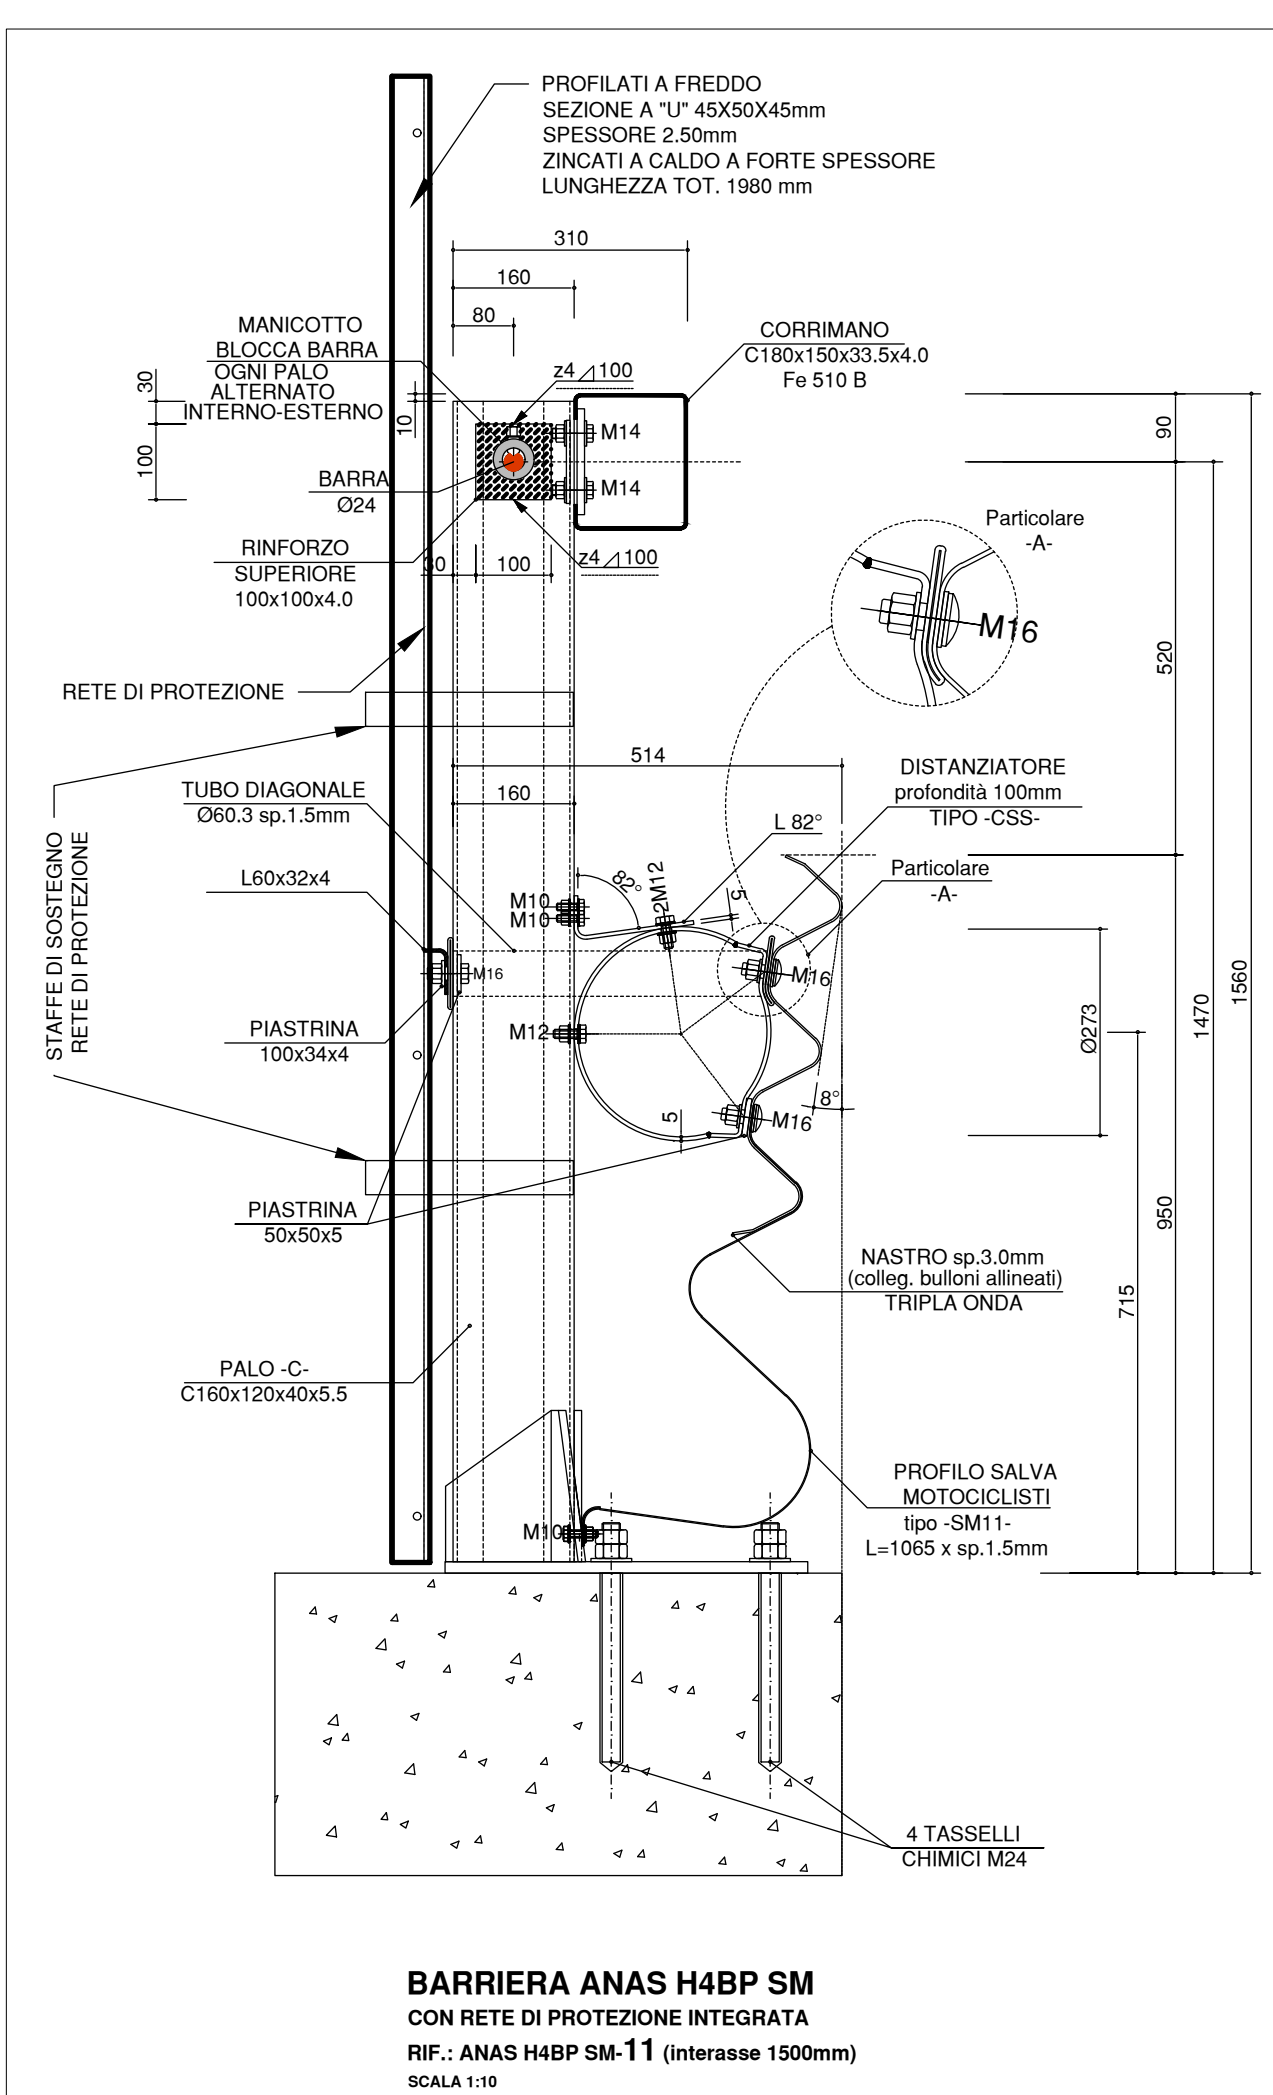 PROFILATI A FREDDO
SEZIONE A "U" 45X50X45mm
SPESSORE 2.50mm
ZINCATI A CALDO A FORTE SPESSORE
LUNGHEZZA TOT. 1980 mm
310
160
80
MANICOTTO
BLOCCA BARRA
OGNI PALO
ALTERNATO
INTERNO-ESTERNO
30
10
100
z4 100
CORRIMANO
C180x150x33.5x4.0
Fe 510 B
M14
M14
90
BARRA
Ø24
RINFORZO
SUPERIORE
100x100x4.0
30
100
z4 100
Particolare
-A-
M16
520
RETE DI PROTEZIONE
514
160
TUBO DIAGONALE
Ø60.3 sp.1.5mm
DISTANZIATORE
profondità 100mm
TIPO -CSS-
L 82°
STAFFE DI SOSTEGNO
RETE DI PROTEZIONE
L60x32x4
82°
2M12
5
M10
M10
Particolare
-A-
M16
M16
M12
PIASTRINA
100x34x4
Ø273
1470
1560
8°
5
M16
PIASTRINA
50x50x5
950
715
NASTRO sp.3.0mm
(colleg. bulloni allineati)
TRIPLA ONDA
PALO -C-
C160x120x40x5.5
PROFILO SALVA
MOTOCICLISTI
tipo -SM11-
L=1065 x sp.1.5mm
M10
4 TASSELLI
CHIMICI M24
BARRIERA ANAS H4BP SM
CON RETE DI PROTEZIONE INTEGRATA
RIF.: ANAS H4BP SM-11 (interasse 1500mm)
SCALA 1:10